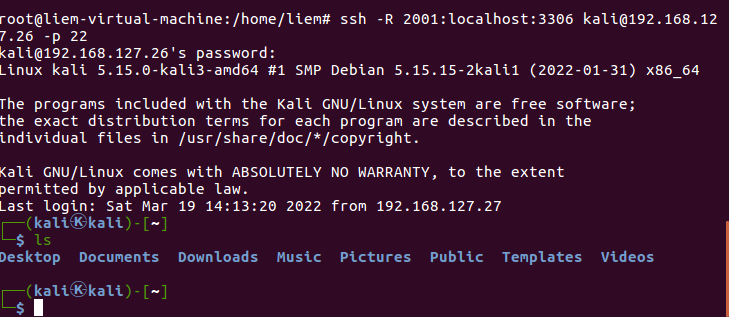 root@liem-virtual-machine:/home/liem# ssh -R 2001:localhost:3306 kali@192.168.12
7.26 -p 22
kali@192.168.127.26's password:
Linux kali 5.15.0-kali3-amd64 #1 SMP Debian 5.15.15-2kali1 (2022-01-31) x86_64

The programs included with the Kali GNU/Linux system are free software;
the exact distribution terms for each program are described in the
individual files in /usr/share/doc/*/copyright.

Kali GNU/Linux comes with ABSOLUTELY NO WARRANTY, to the extent
permitted by applicable law.
Last login: Sat Mar 19 14:13:20 2022 from 192.168.127.27
┌──(kali㉿kali)-[~]
└─$ ls
Desktop  Documents  Downloads  Music  Pictures  Public  Templates  Videos

┌──(kali㉿kali)-[~]
└─$